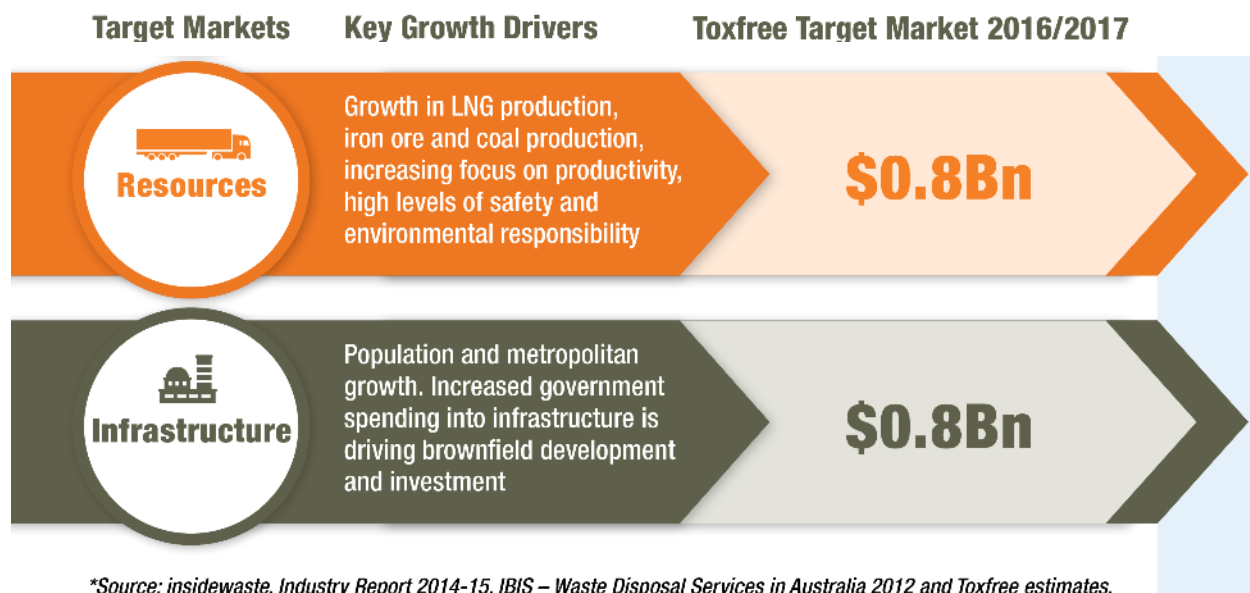 Target Markets
Key Growth Drivers
Toxfree Target Market 2016/2017
Resources
Growth in LNG production,
iron ore and coal production,
increasing focus on productivity,
high levels of safety and
environmental responsibility
$0.8Bn
Infrastructure
Population and metropolitan
growth. Increased government
spending into infrastructure is
driving brownfield development
and investment
$0.8Bn
*Source: insidewaste. Industry Report 2014-15. IBIS – Waste Disposal Services in Australia 2012 and Toxfree estimates.